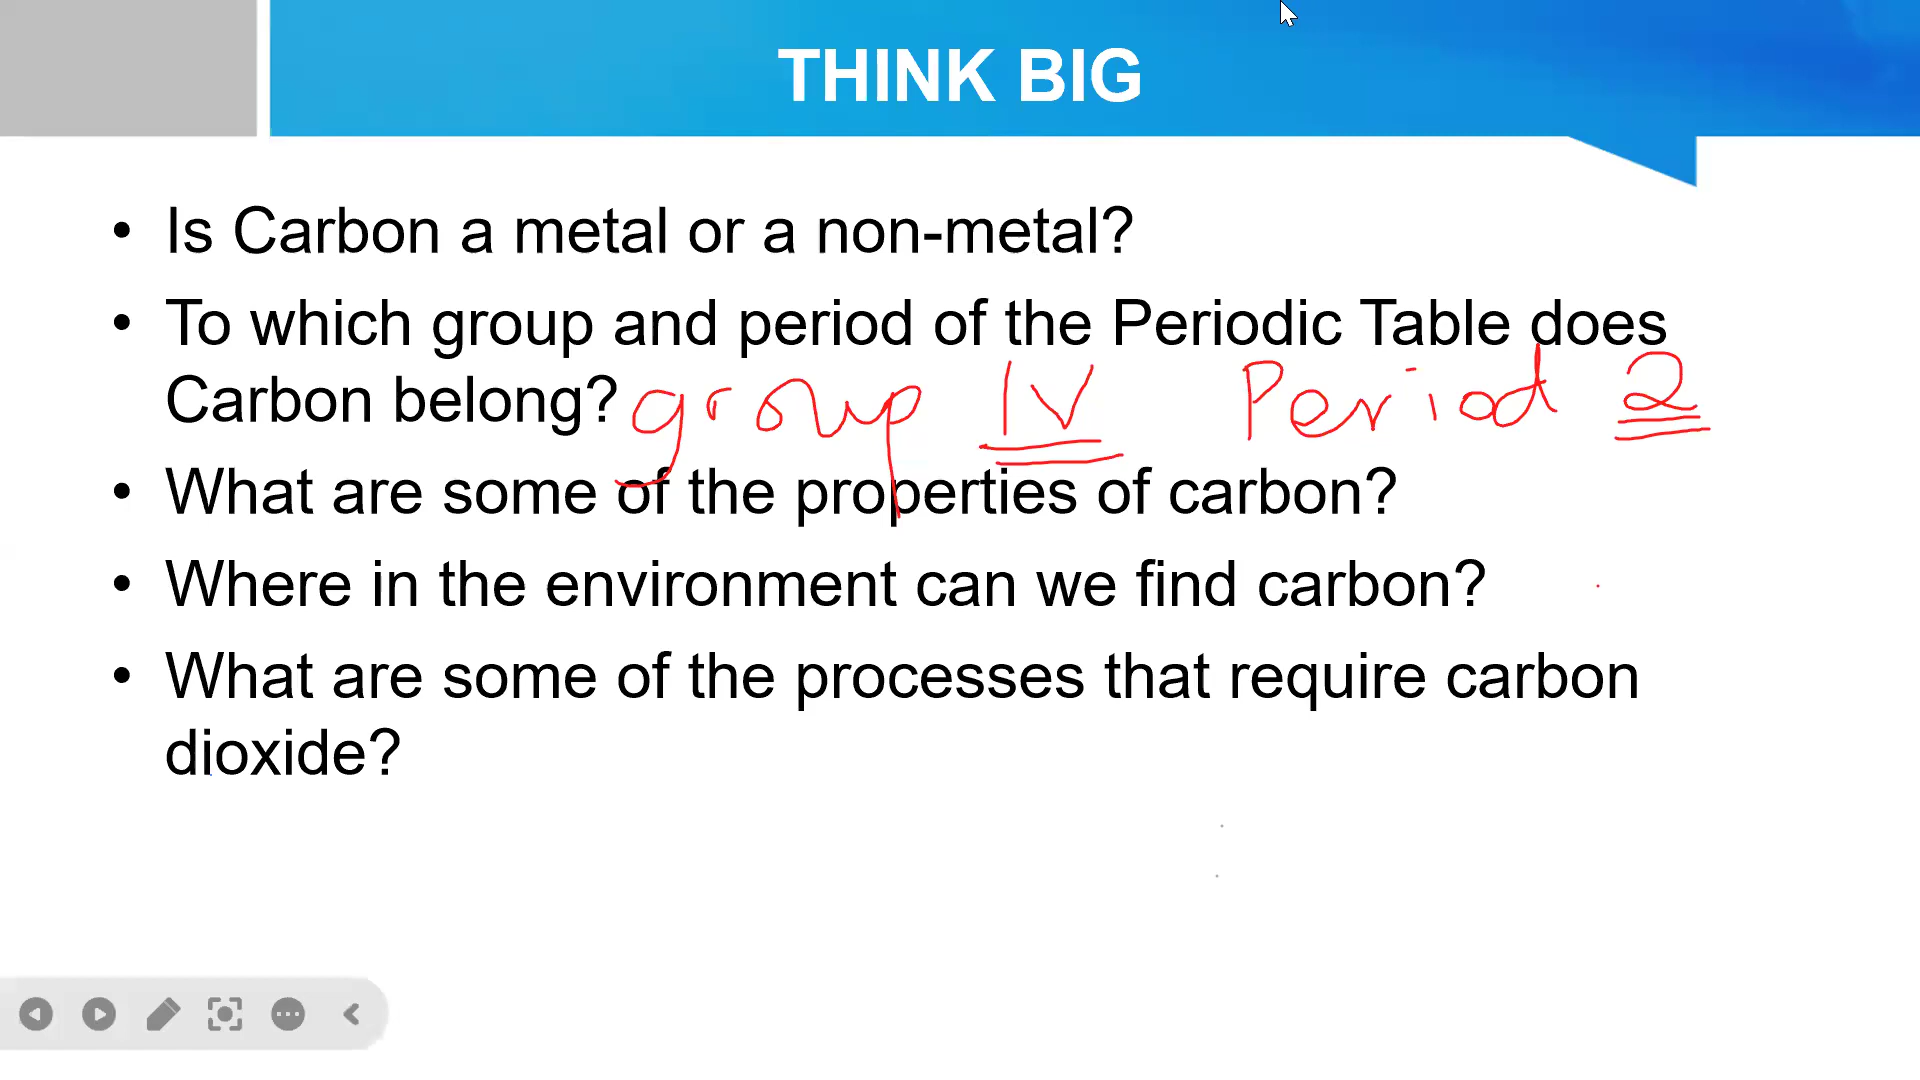 THINK BIG
• Is Carbon a metal or a non-metal?
• To which group and period of the Periodic Table does
Carbon belong? group IV Period 2
• What are some of the properties of carbon?
• Where in the environment can we find carbon?
• What are some of the processes that require carbon
dioxide?